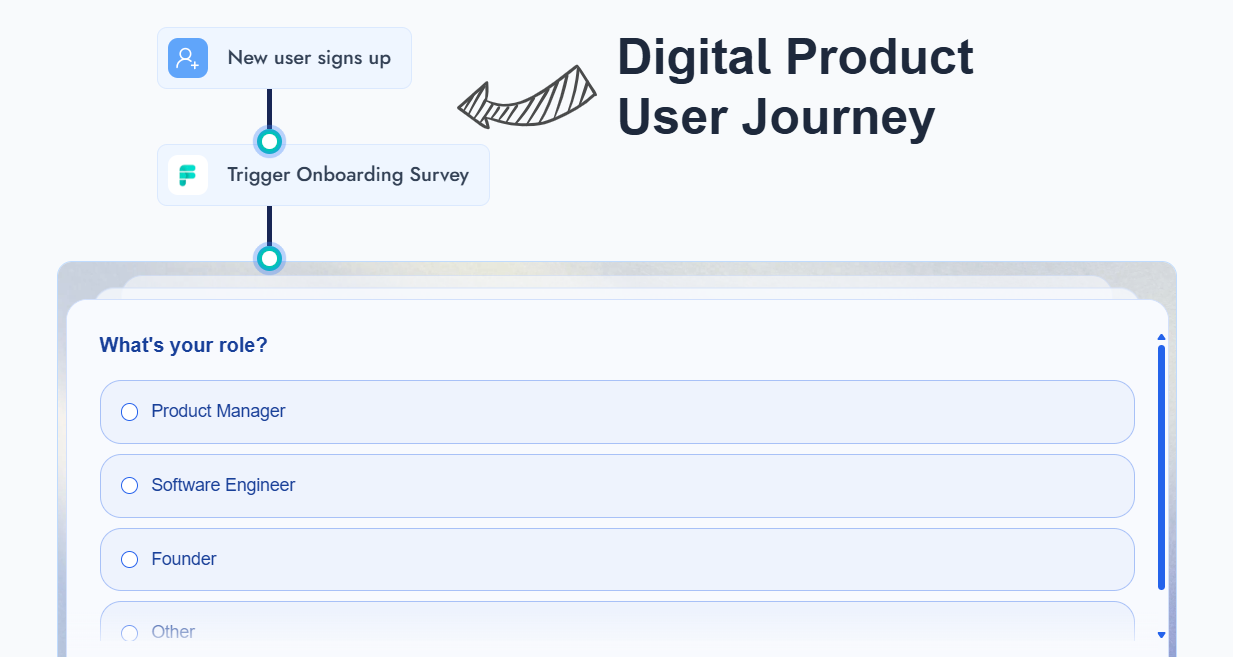 New user signs up
Digital Product
User Journey
Trigger Onboarding Survey
What's your role?
Product Manager
Software Engineer
Founder
Other